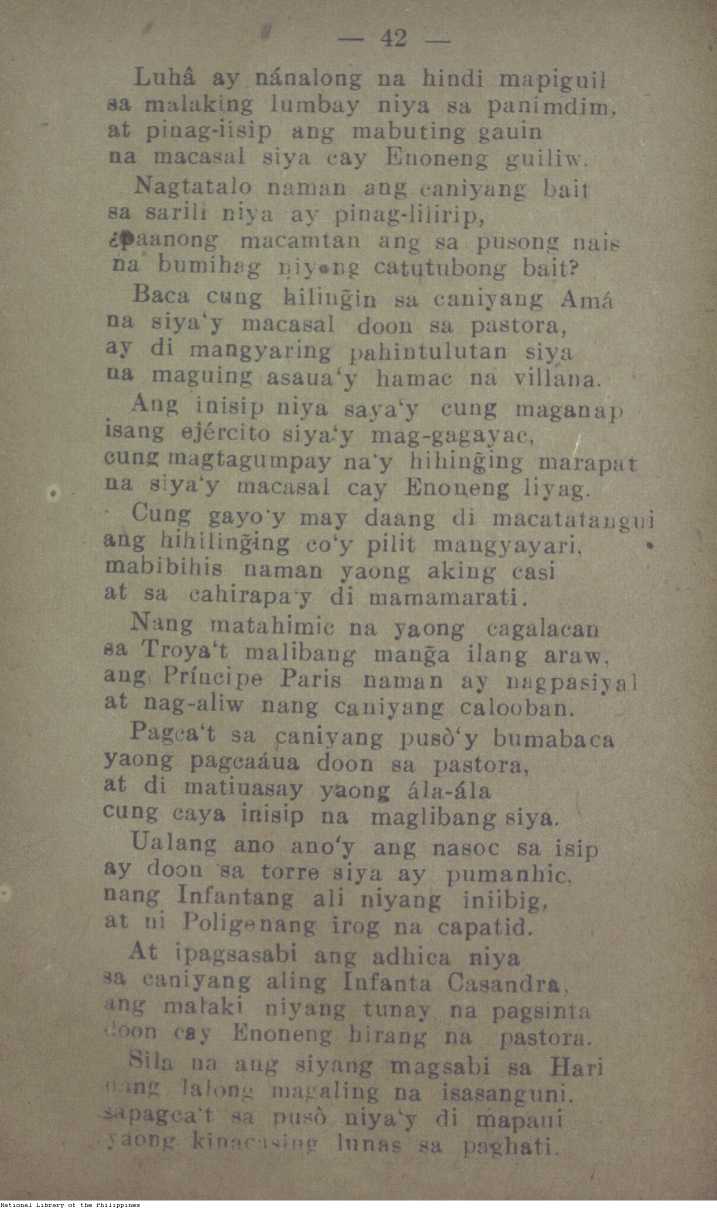 — 42 —
Luhâ ay nánalong na hindi mapiguil
sa malaking lumbay niya sa panimdim,
at pinag-iisip ang mabuting gauin
na macasal siya cay Enoneng guiliw.
Nagtatalo naman ang caniyang bait
sa sarili niya ay pinag-lilirip,
¿paanong macamtan ang sa pusong nais
na bumihag niyong catutubong bait?
Baca cung hiling̃in sa caniyang Amá
na siya‘y macasal doon sa pastora,
ay di mangyaring pahintulutan siya
na maguing asaua‘y hamac na villana.
Ang inisip niya saya‘y cung maganap
isang ejército siya‘y mag-gagayac,
cung magtagumpay na‘y hihing̃ing marapat
na siya‘y macasal cay Enoneng liyag.
Cung gayo‘y may daang di macatatangui
ang hihiling̃ing co‘y pilit mangyayari,
mabibihis naman yaong aking casi
at sa cahirapa‘y di mamamarati.
Nang matahimic na yaong cagalacan
sa Troya‘t malibang mang̃a ilang araw,
ang Príncipe Paris naman ay nagpasiyal
at nag-aliw nang caniyang calooban.
Pagca‘t sa caniyang pusò‘y bumabaca
yaong pagcaáua doon sa pastora,
at di matiuasay yaong ála-ála
cung caya inisip na maglibang siya.
Ualang ano ano‘y ang nasoc sa isip
ay doon sa torre siya ay pumanhic,
nang Infantang ali niyang iniibig,
at ni Poligenang irog na capatid.
At ipagsasabi ang adhica niya
sa caniyang aling Infanta Casandra,
ang malaki niyang tunay na pagsinta
doon cay Enoneng hirang na pastora.
Sila na ang siyang magsabi sa Hari
nang lalong magaling na isasanguni,
sapagca‘t sa pusò niya‘y di mapaui
yaong kinacasing lunas sa paghati.
National Library of the Philippines